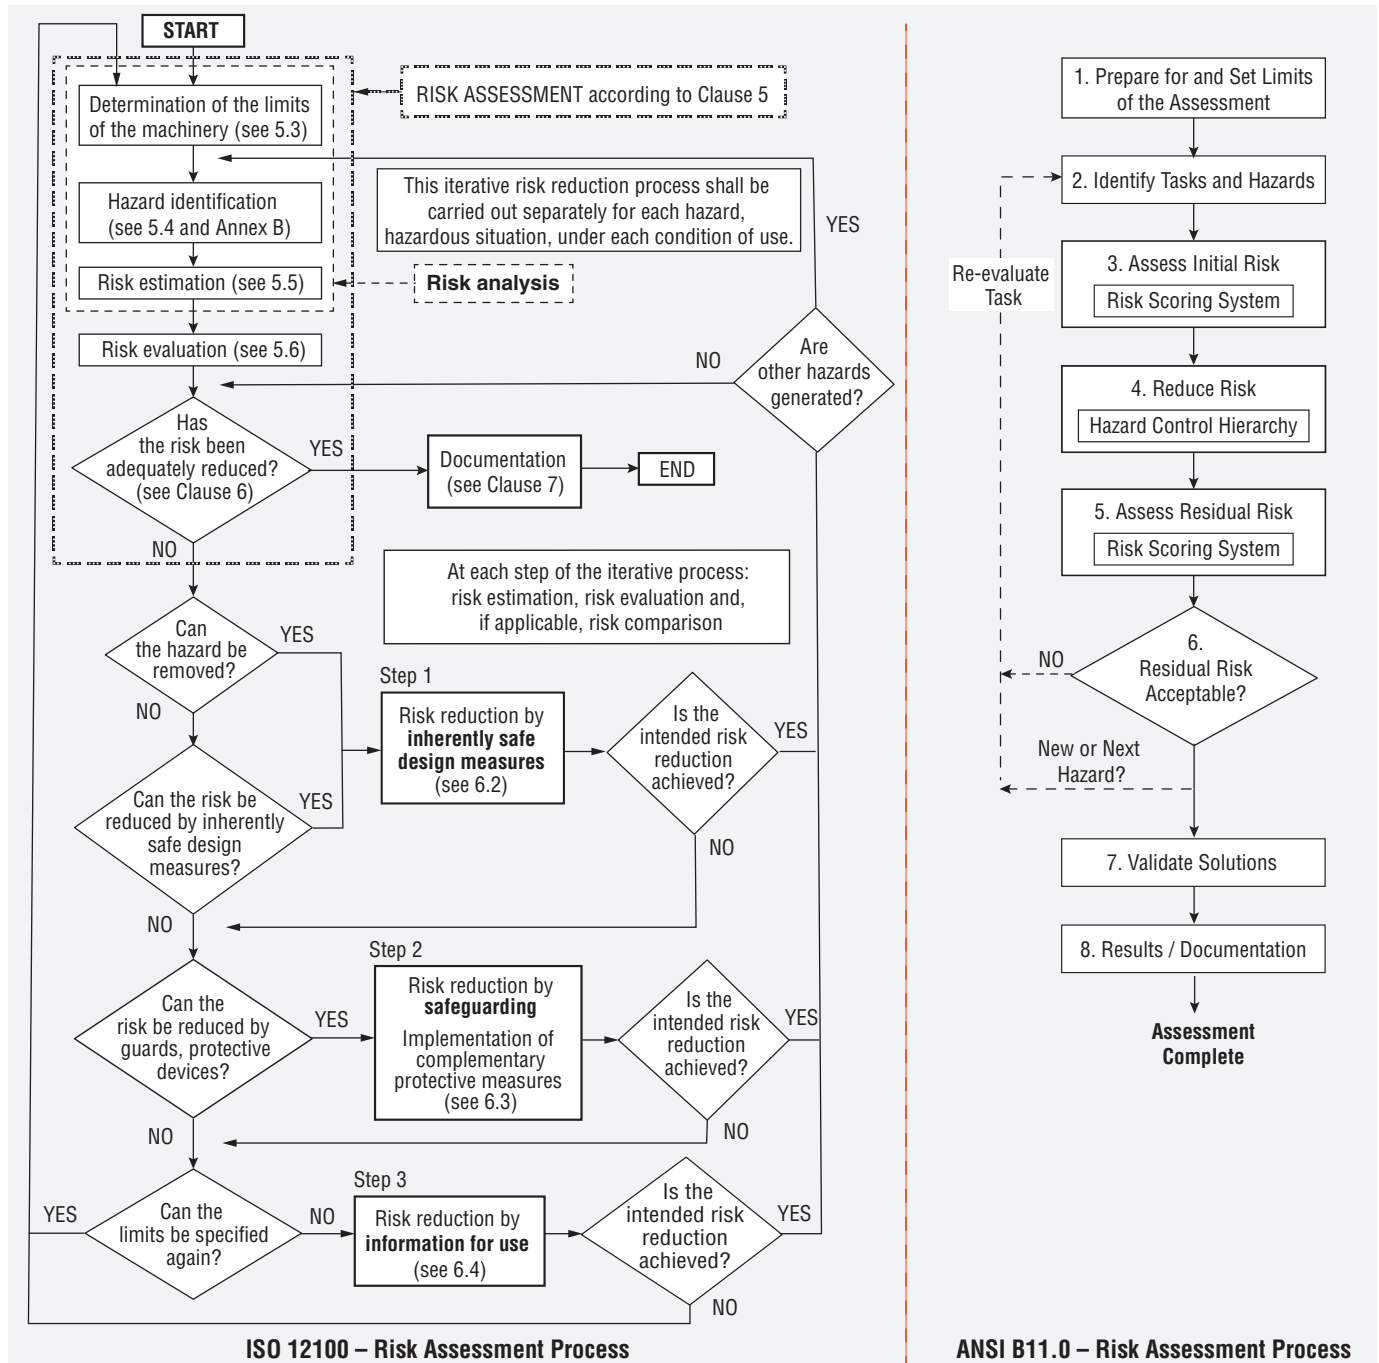 START
Determination of the limits
of the machinery (see 5.3)
RISK ASSESSMENT according to Clause 5
Hazard identification
(see 5.4 and Annex B)
This iterative risk reduction process shall be
carried out separately for each hazard,
hazardous situation, under each condition of use.
YES
Risk estimation (see 5.5)
Risk analysis
Risk evaluation (see 5.6)
NO
Are
other hazards
generated?
Has
the risk been
adequately reduced?
(see Clause 6)
YES
Documentation
(see Clause 7)
END
NO
At each step of the iterative process:
risk estimation, risk evaluation and,
if applicable, risk comparison
Can
the hazard be
removed?
YES
NO
Step 1
Risk reduction by
inherently safe
design measures
(see 6.2)
Is the
intended risk
reduction
achieved?
YES
Can the risk be
reduced by inherently
safe design
measures?
YES
NO
NO
Step 2
Can the
risk be reduced by
guards, protective
devices?
YES
Risk reduction by
safeguarding
Implementation of
complementary
protective measures
(see 6.3)
Is the
intended risk
reduction
achieved?
YES
NO
NO
Step 3
YES
Can the
limits be specified
again?
NO
Risk reduction by
information for use
(see 6.4)
Is the
intended risk
reduction
achieved?
YES
NO
ISO 12100 – Risk Assessment Process
1. Prepare for and Set Limits
of the Assessment
2. Identify Tasks and Hazards
Re-evaluate
Task
3. Assess Initial Risk
Risk Scoring System
4. Reduce Risk
Hazard Control Hierarchy
5. Assess Residual Risk
Risk Scoring System
6.
Residual Risk
Acceptable?
NO
New or Next
Hazard?
7. Validate Solutions
8. Results / Documentation
Assessment
Complete
ANSI B11.0 – Risk Assessment Process